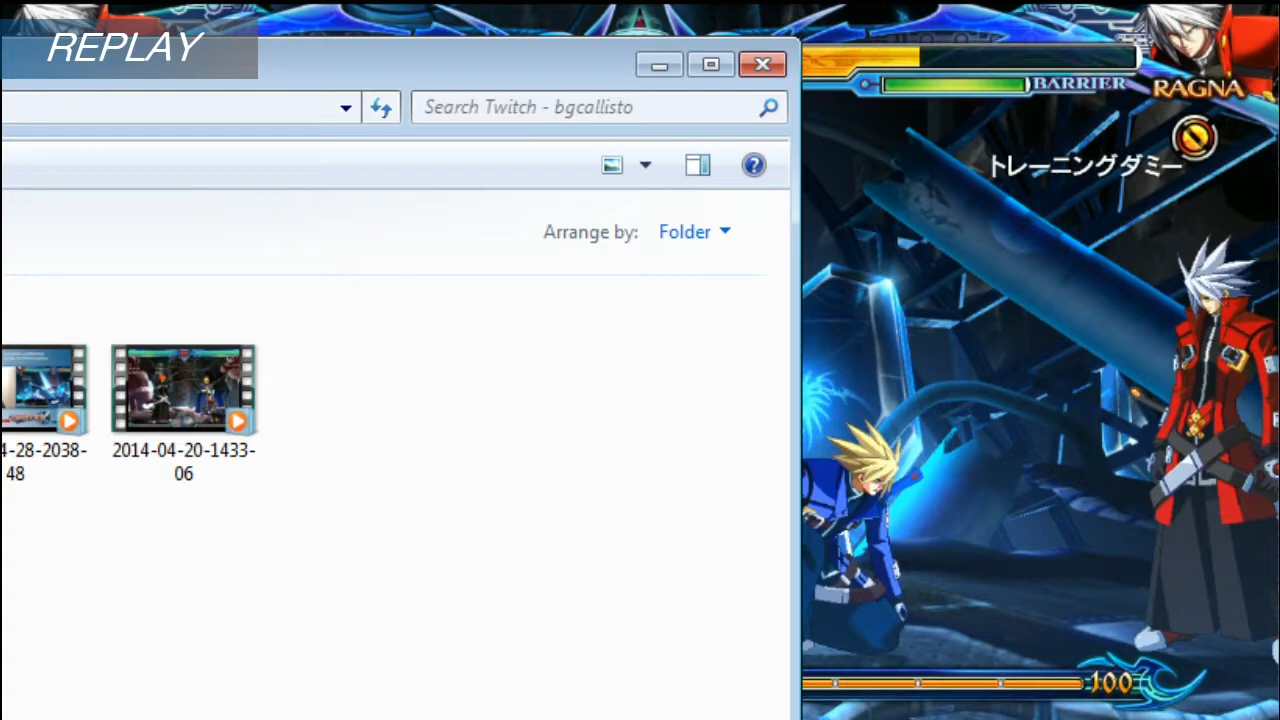 REPLAY
Search Twitch - bgcallisto
BARRIER
RAGNA
トレーニングダミー
Arrange by: Folder
4-28-2038-
48
2014-04-20-1433-
06
100